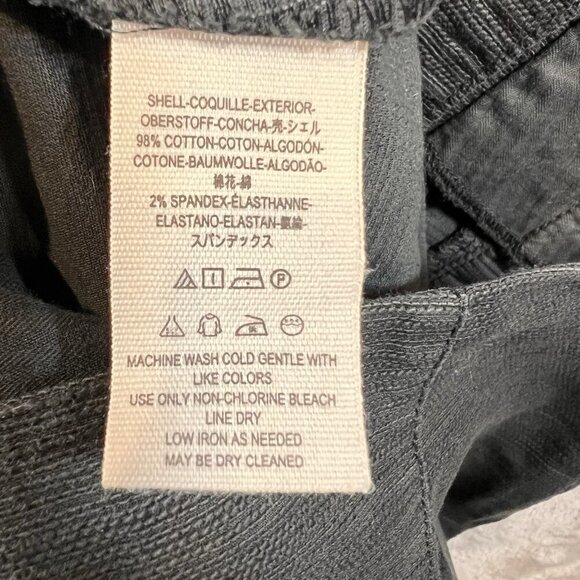 SHELL-COQUILLE-EXTERIOR-
OBERSTOFF-CONCHA-売-シェル
98% COTTON-COTON-ALGODÓN-
COTONE-BAUMWOLLE-ALGODÃO-
棉花-綿
2% SPANDEX-ÉLASTHANNE-
ELASTANO-ELASTAN-氨綸-
スパンデックス
P
MACHINE WASH COLD GENTLE WITH
LIKE COLORS
USE ONLY NON-CHLORINE BLEACH
LINE DRY
LOW IRON AS NEEDED
MAY BE DRY CLEANED